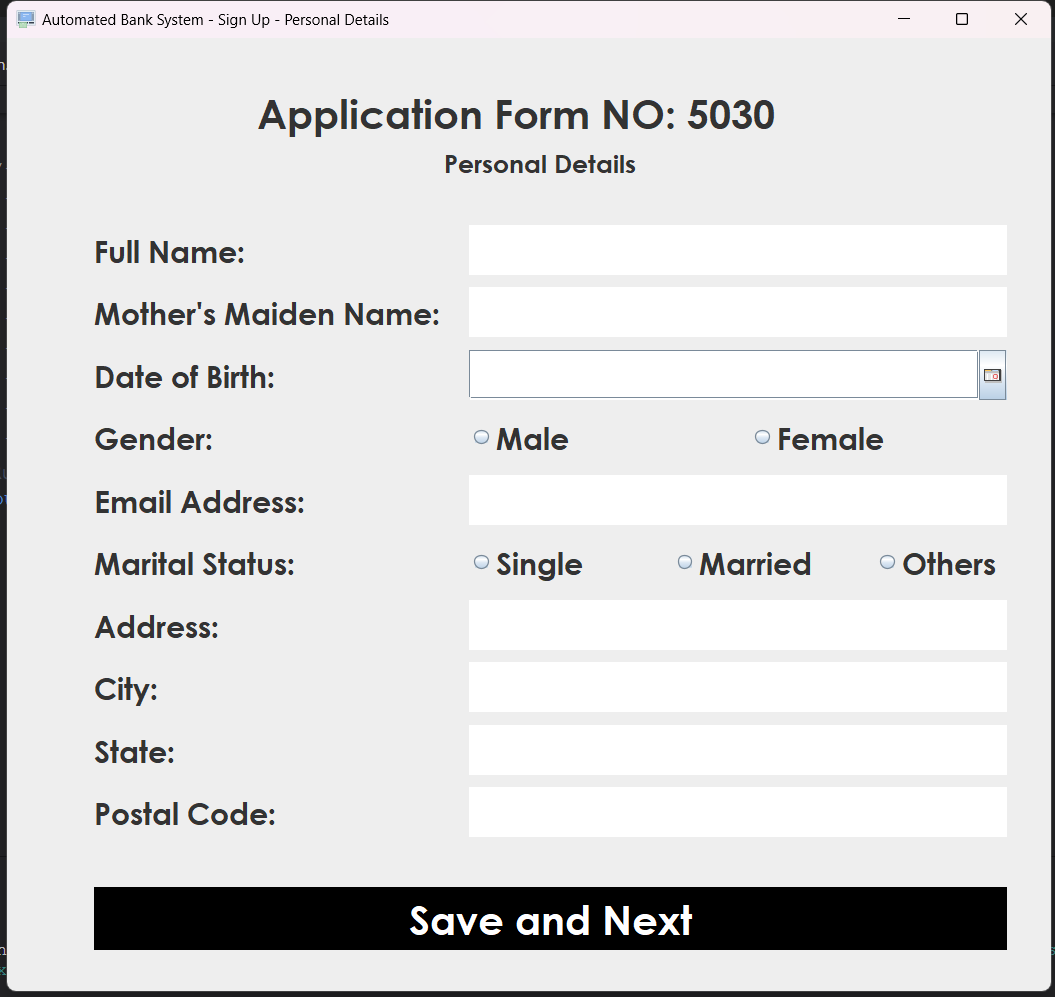 Automated Bank System - Sign Up - Personal Details
Application Form NO: 5030
Personal Details
Full Name:
Mother's Maiden Name:
Date of Birth:
Gender: Male Female
Email Address:
Marital Status: Single Married Others
Address:
City:
State:
Postal Code:
Save and Next